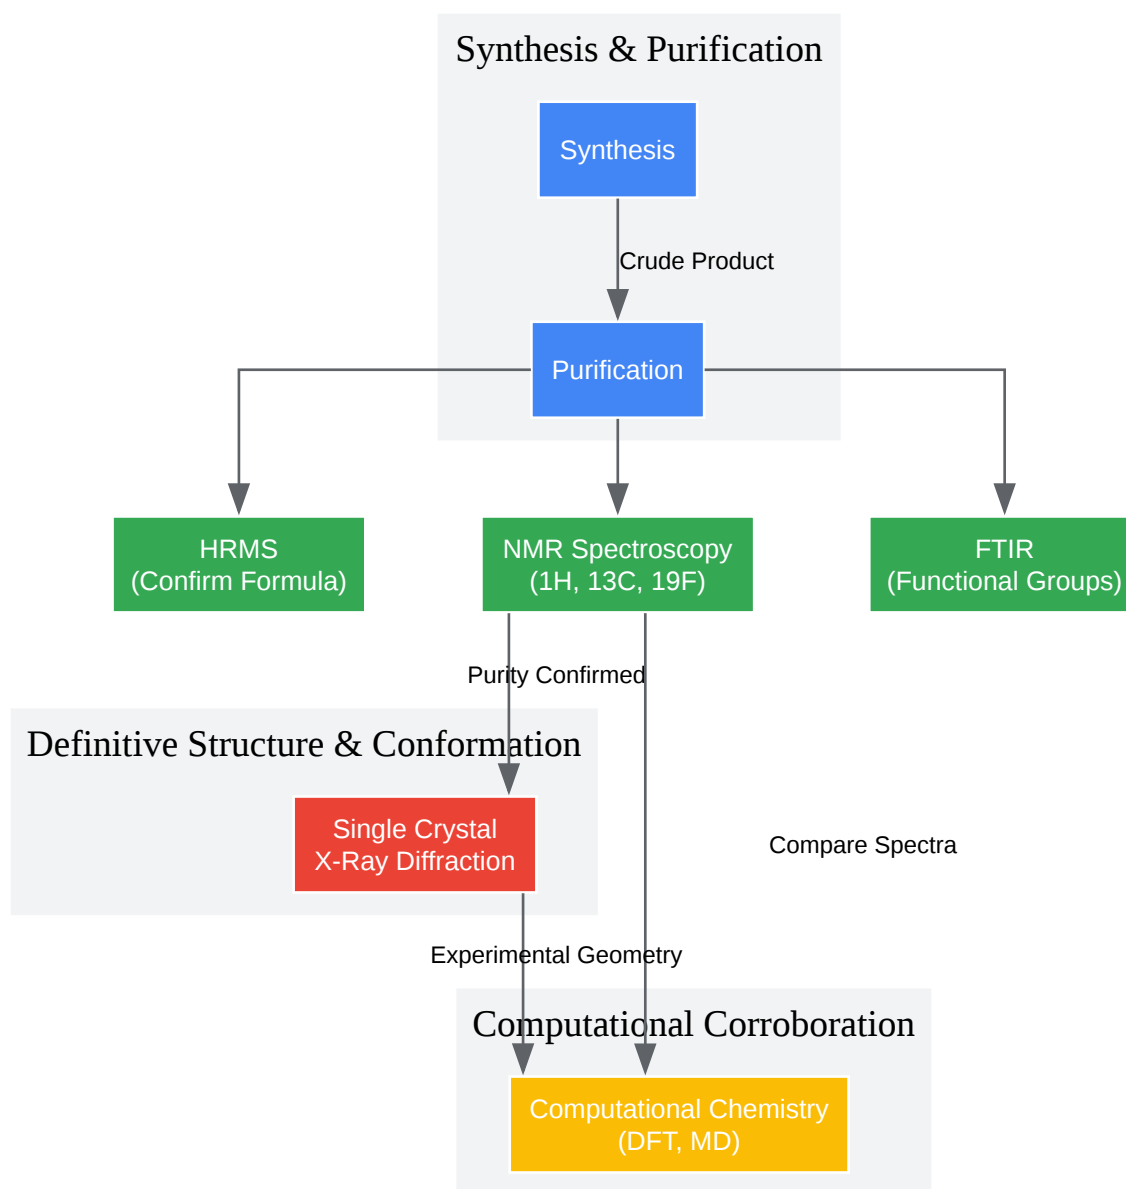 Synthesis & Purification
Synthesis
Crude Product
Purification
HRMS
(Confirm Formula)
NMR Spectroscopy
(1H, 13C, 19F)
FTIR
(Functional Groups)
Purity Confirmed
Definitive Structure & Conformation
Single Crystal
X-Ray Diffraction
Compare Spectra
Experimental Geometry
Computational Corroboration
Computational Chemistry
(DFT, MD)